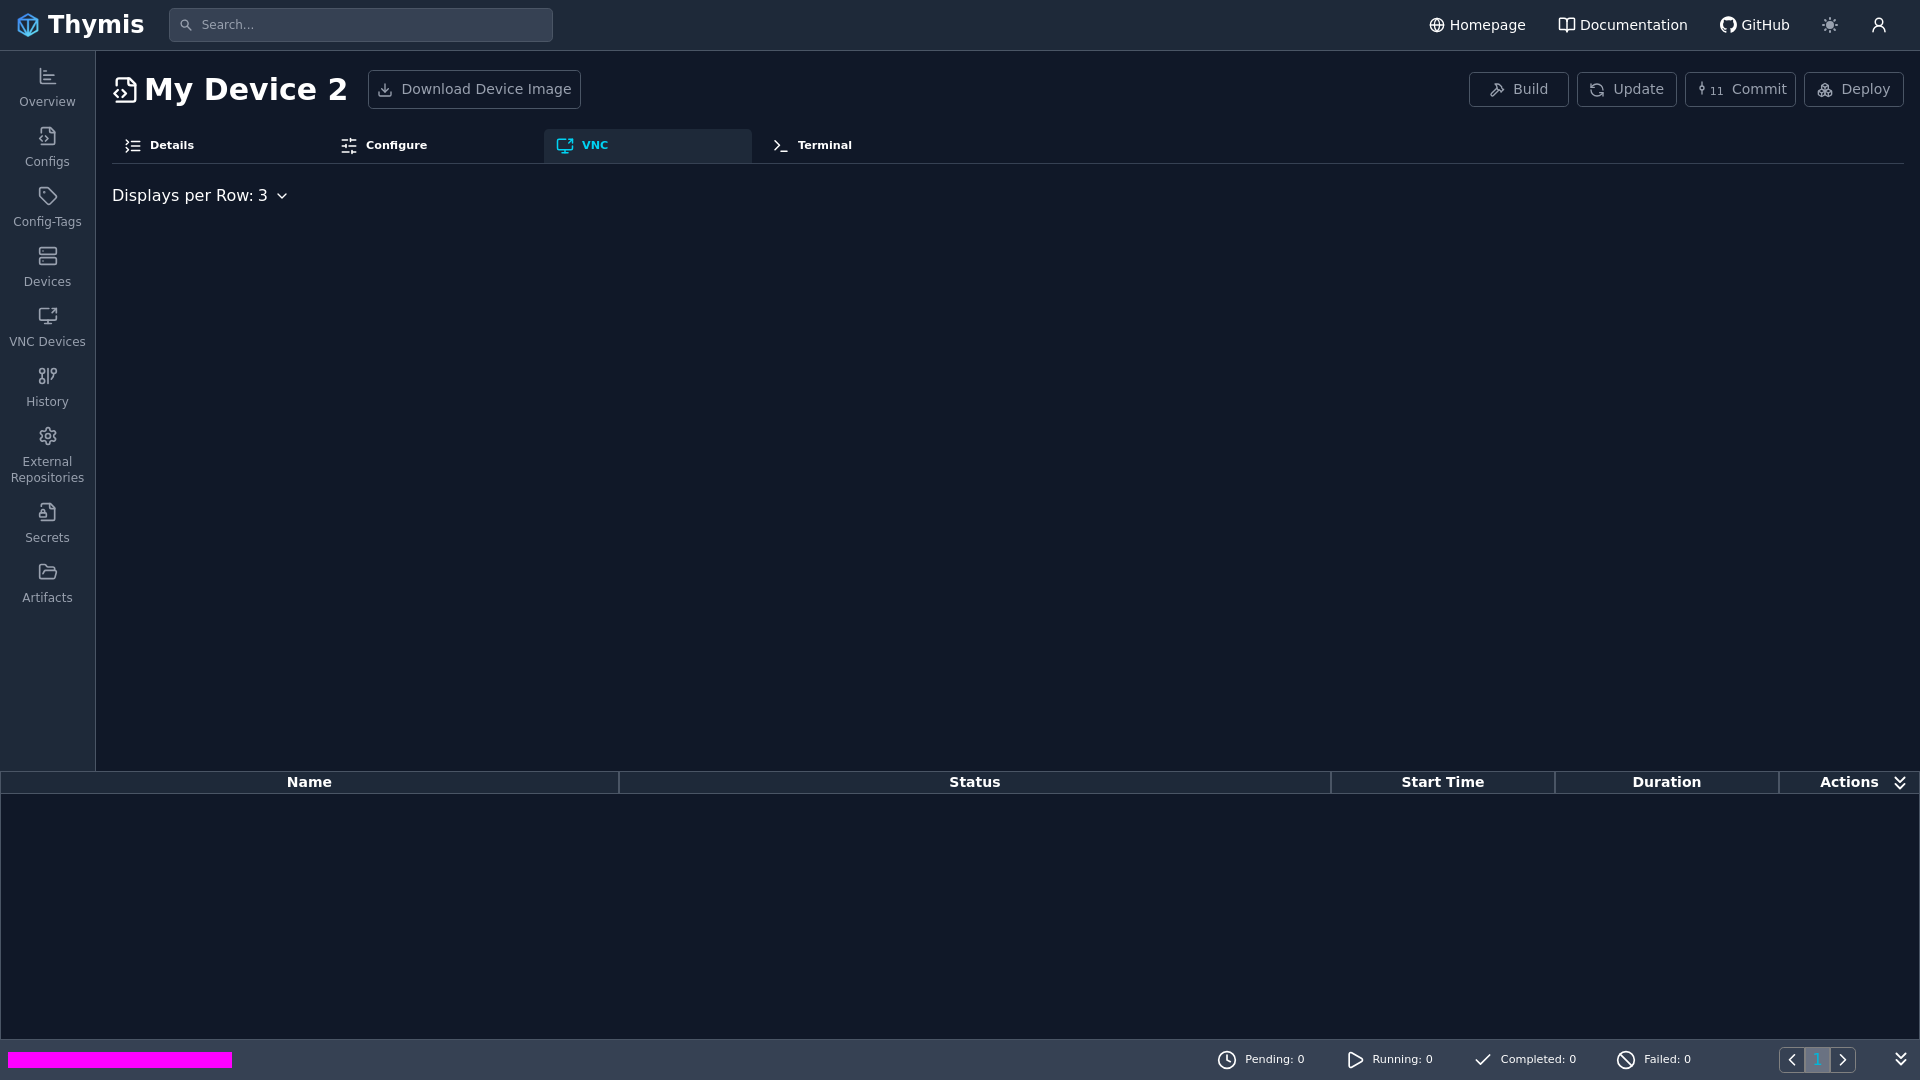 Thymis
Search...
Homepage
Documentation
GitHub
Overview
Configs
Config-Tags
Devices
VNC Devices
History
External
Repositories
Secrets
Artifacts
My Device 2
Download Device Image
Build
Update
11 Commit
Deploy
Details
Configure
VNC
Terminal
Displays per Row: 3
Name
Status
Start Time
Duration
Actions
Pending: 0
Running: 0
Completed: 0
Failed: 0
1